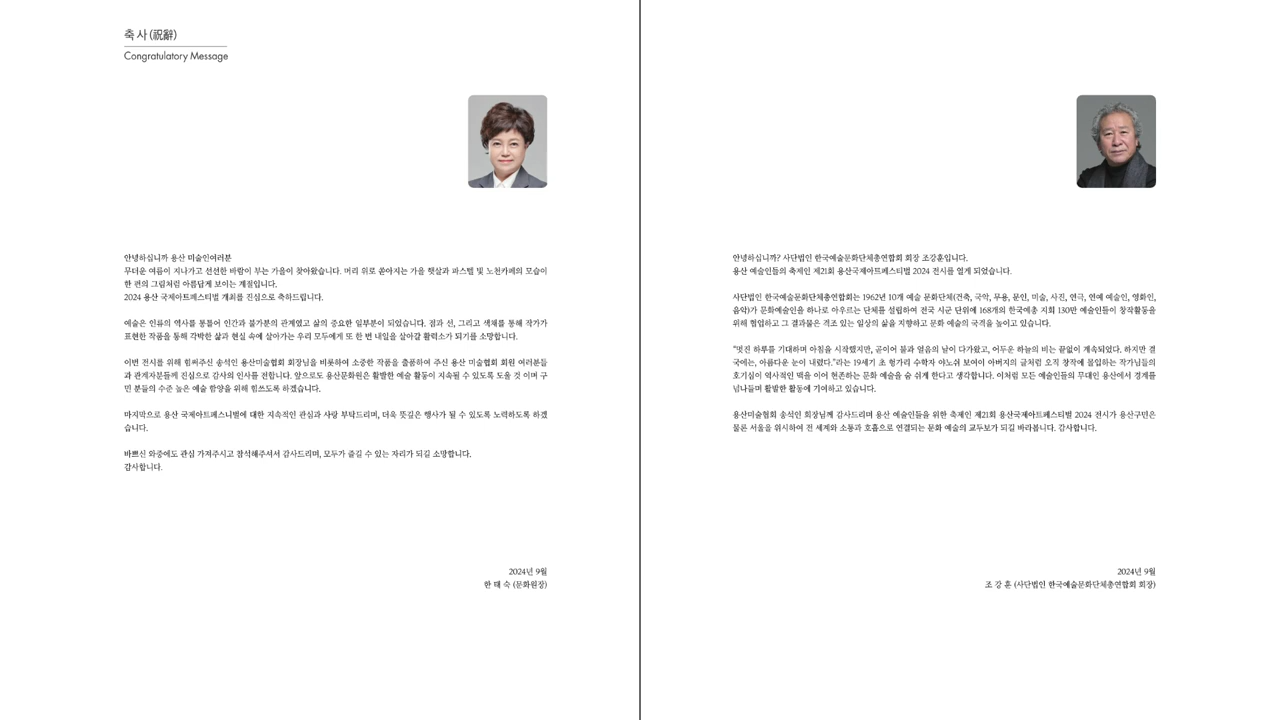 축 사 (祝辭)
Congratulatory Message
안녕하십니까 용산 미술인여러분
무더운 여름이 지나가고 선선한 바람이 부는 가을이 찾아왔습니다. 머리 위로 쏟아지는 가을 햇살과 파스텔 빛 노천카페의 모습이
한 편의 그림처럼 아름답게 보이는 계절입니다.
2024 용산 국제아트페스티벌 개최를 진심으로 축하드립니다.
예술은 인류의 역사를 통틀어 인간과 불가분의 관계였고 삶의 중요한 일부분이 되었습니다. 점과 선, 그리고 색채를 통해 작가가
표현한 작품을 통해 각박한 삶과 현실 속에 살아가는 우리 모두에게 또 한 번 내일을 살아갈 활력소가 되기를 소망합니다.
이번 전시를 위해 힘써주신 송석인 용산미술협회 회장님을 비롯하여 소중한 작품을 출품하여 주신 용산 미술협회 회원 여러분들
과 관계자분들께 진심으로 감사의 인사를 전합니다. 앞으로도 용산문화원은 활발한 예술 활동이 지속될 수 있도록 도울 것 이며 구
민 분들의 수준 높은 예술 함양을 위해 힘쓰도록 하겠습니다.
마지막으로 용산 국제아트페스니벌에 대한 지속적인 관심과 사랑 부탁드리며, 더욱 뜻깊은 행사가 될 수 있도록 노력하도록 하겠
습니다.
바쁘신 와중에도 관심 가져주시고 참석해주셔서 감사드리며, 모두가 즐길 수 있는 자리가 되길 소망합니다.
감사합니다.
2024년 9월
한 태 숙 (문화원장)
안녕하십니까? 사단법인 한국예술문화단체총연합회 회장 조강훈입니다.
용산 예술인들의 축제인 제21회 용산국제아트페스티벌 2024 전시를 열게 되었습니다.
사단법인 한국예술문화단체총연합회는 1962년 10개 예술 문화단체(건축, 국악, 무용, 문인, 미술, 사진, 연극, 연예 예술인, 영화인,
음악)가 문화예술인을 하나로 아우르는 단체를 설립하여 전국 시군 단위에 168개의 한국예총 지회 130만 예술인들이 창작활동을
위해 협업하고 그 결과물은 격조 있는 일상의 삶을 지향하고 문화 예술의 국격을 높이고 있습니다.
"멋진 하루를 기대하며 아침을 시작했지만, 곧이어 물과 얼음의 날이 다가왔고, 어두운 하늘의 비는 끝없이 계속되었다. 하지만 결
국에는, 아름다운 눈이 내렸다."라는 19세기 초 헝가리 수학자 야노쉬 보여이 아버지의 글처럼 오직 창작에 몰입하는 작가님들의
호기심이 역사적인 맥을 이어 현존하는 문화 예술을 숨 쉬게 한다고 생각합니다. 이처럼 모든 예술인들의 무대인 용산에서 경계를
넘나들며 활발한 활동에 기여하고 있습니다.
용산미술협회 송석인 회장님께 감사드리며 용산 예술인들을 위한 축제인 제21회 용산국제아트페스티벌 2024 전시가 용산구민은
물론 서울을 위시하여 전 세계와 소통과 호흡으로 연결되는 문화 예술의 교두보가 되길 바라봅니다. 감사합니다.
2024년 9월
조 강 훈 (사단법인 한국예술문화단체총연합회 회장)